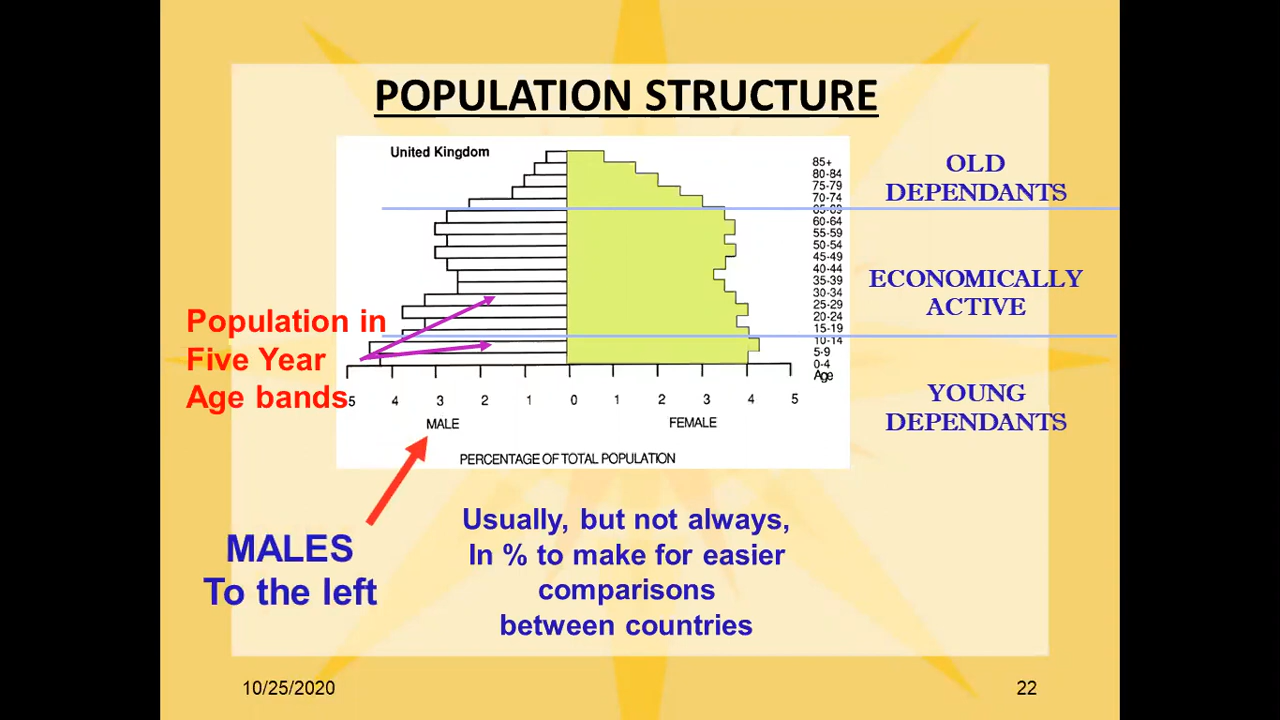 POPULATION STRUCTURE
United Kingdom
85+
80-84
75-79
70-74
65-69
60-64
55-59
50-54
45-49
40-44
35-39
30-34
25-29
20-24
15-19
10-14
5-9
0-4
Age
5 4 3 2 1 0 1 2 3 4 5
MALE FEMALE
PERCENTAGE OF TOTAL POPULATION
OLD
DEPENDANTS
ECONOMICALLY
ACTIVE
YOUNG
DEPENDANTS
Population in
Five Year
Age bands
MALES
To the left
Usually, but not always,
In % to make for easier
comparisons
between countries
10/25/2020
22